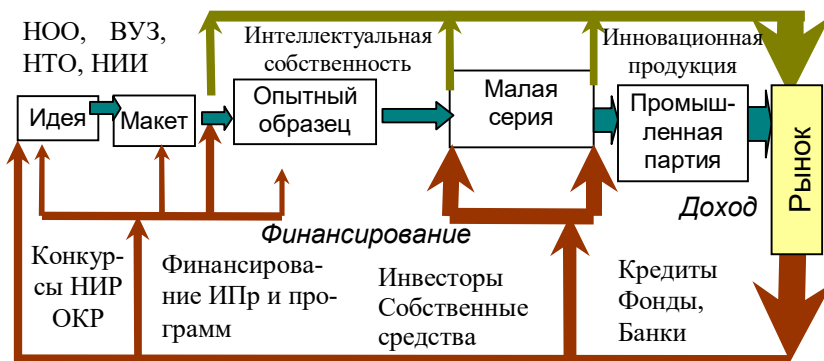 НОО, ВУЗ,
НТО, НИИ
Интеллектуальная
собственность
Инновационная
продукция
Идея
Макет
Опытный
образец
Малая
серия
Промыш-
ленная
партия
Рынок
Финансирование
Доход
Конкур-
сы НИР
ОКР
Финансирова-
ние ИПр и про-
грамм
Инвесторы
Собственные
средства
Кредиты
Фонды,
Банки